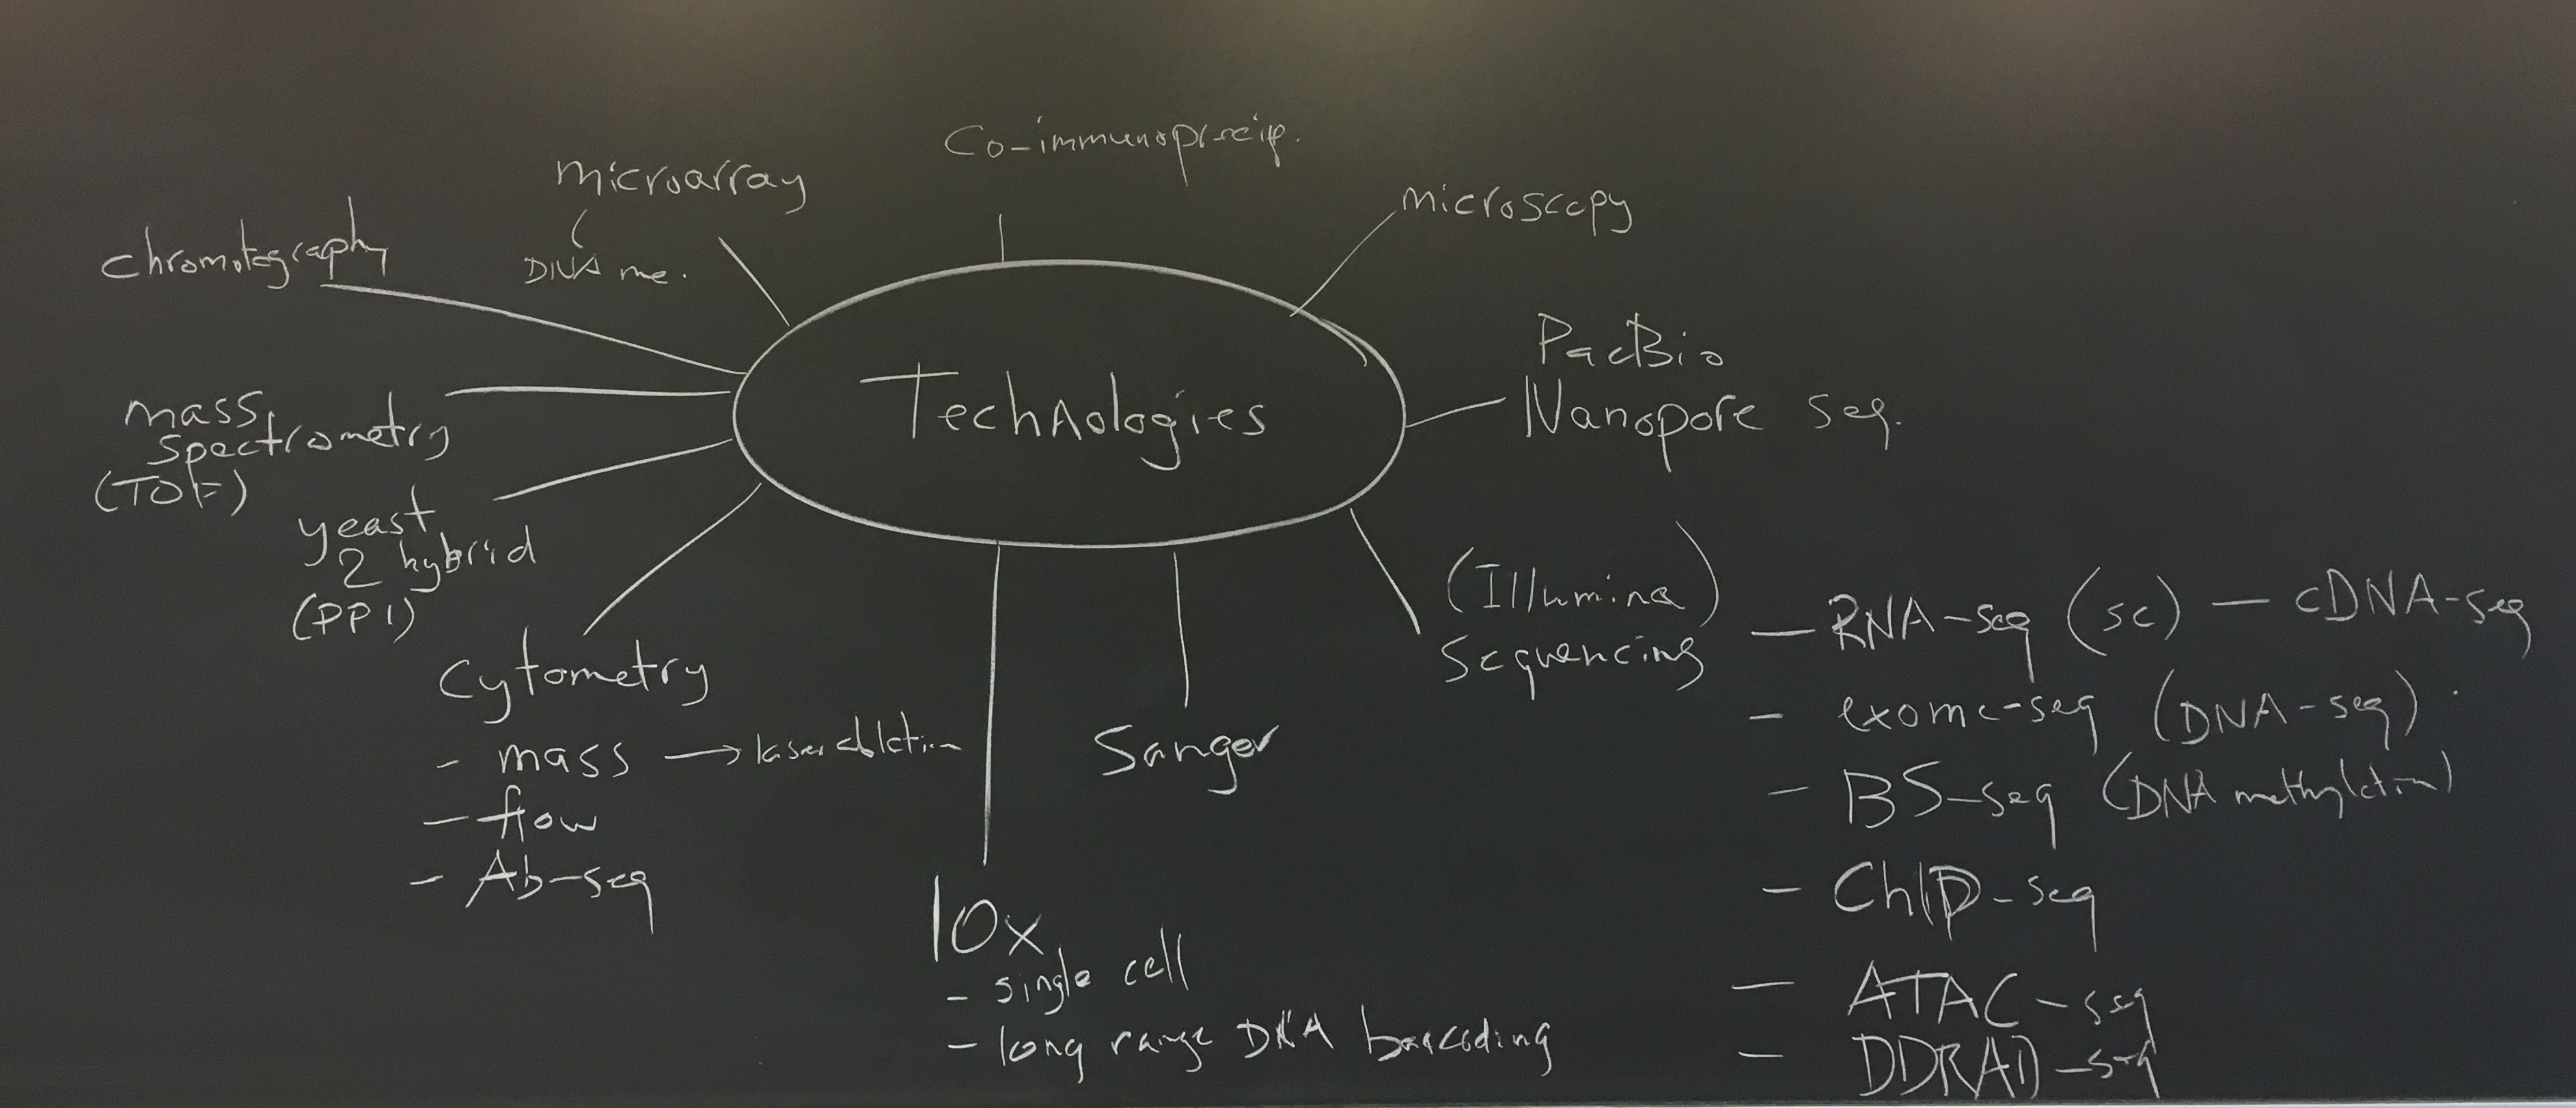 Co-immunoprecip.
microarray
DNA me.
microscopy
chromotography
PacBio
Nanopore seq.
Technologies
mass
spectrometry
(TOF)
yeast
2 hybrid
(PPI)
(Illumina)
sequencing
— RNA-seq (sc) — cDNA-seq
- exome-seq (DNA-seq)
- BS-seq (DNA methylation)
- ChIP-seq
- ATAC-seq
- DDRAD-seq
Cytometry
- mass → laser ablation
- flow
- Ab-seq
Sanger
10x
- single cell
- long range DNA barcoding